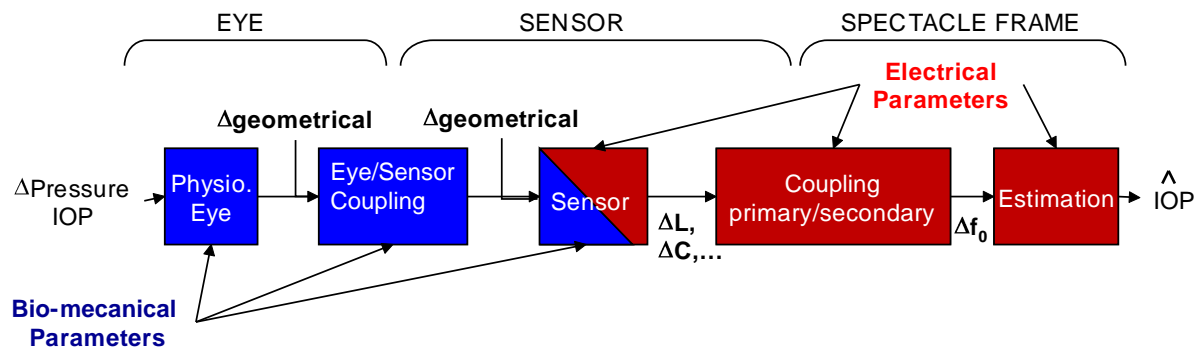 EYE SENSOR SPECTACLE FRAME
Electrical
Parameters
Δgeometrical Δgeometrical
ΔPressure
IOP
Physio.
Eye
Eye/Sensor
Coupling
Sensor
Coupling
primary/secondary
Estimation
^
IOP
ΔL,
ΔC,...
Δf₀
Bio-mecanical
Parameters